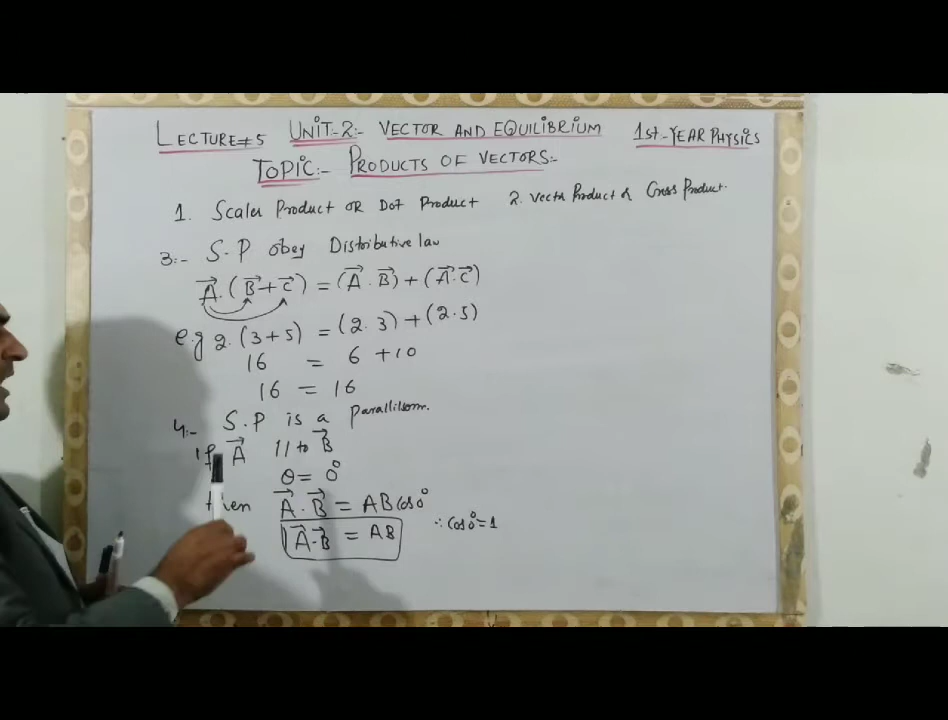 LECTURE#5 UNIT-2:- VECTOR AND EQUILIBRIUM 1st-YEAR PHYSICS
TOPIC:- PRODUCTS OF VECTORS:-
1. Scaler Product OR Dot Product 2. Vector Product or Cross Product.
3:- S.P obey Distributive law
A⃗.(B⃗+C⃗) = (A⃗.B⃗)+(A⃗.C⃗)
e.g 2.(3+5) = (2.3)+(2.5)
16 = 6 +10
16 = 16
4:- S.P is a parallilsom.
If A⃗ // to B⃗
θ = 0°
then A⃗.B⃗ = ABCos0°
A⃗.B⃗ = AB ∴ Cos0°=1